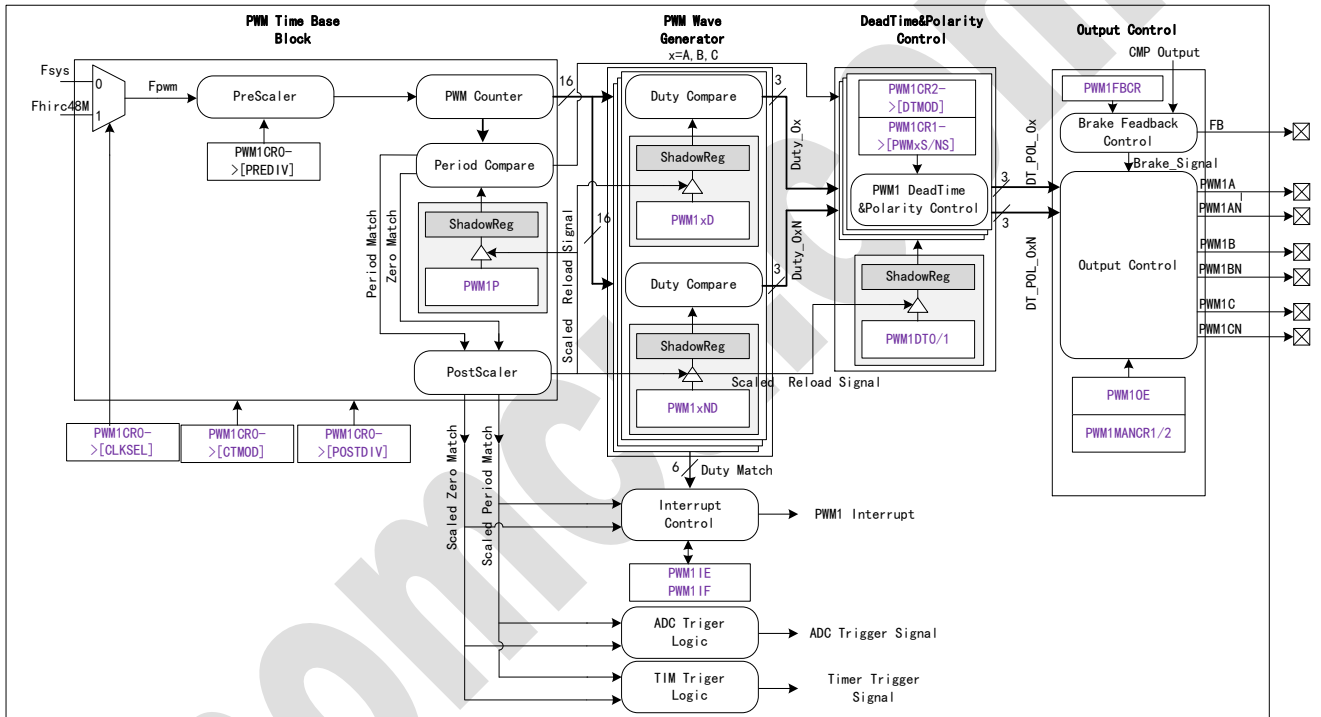 PWM Time Base
Block
PWM Wave
Generator
x=A, B, C
DeadTime&Polarity
Control
Output Control
CMP Output
Fsys
Fhirc48M
0
1
Fpwm
PreScaler
PWM1CR0-
>[PREDIV]
PWM Counter
16
Period Compare
ShadowReg
PWM1P
Period Match
Zero Match
PostScaler
PWM1CR0-
>[CLKSEL]
PWM1CR0-
>[CTMOD]
PWM1CR0-
>[POSTDIV]
Scaled Reload Signal
16
Duty Compare
3
ShadowReg
PWM1xD
Duty_Ox
Duty Compare
3
ShadowReg
PWM1xND
Duty_OxN
Scaled Reload Signal
PWM1CR2-
>[DTMOD]
PWM1CR1-
>[PWMxS/NS]
PWM1 DeadTime
&Polarity Control
3
3
ShadowReg
PWM1DT0/1
DT_POL_Ox
DT_POL_OxN
PWM1FBCR
Brake Feadback
Control
FB
Brake_Signal
Output Control
PWM1A
PWM1AN
PWM1B
PWM1BN
PWM1C
PWM1CN
PWM1OE
PWM1MANCR1/2
Scaled Zero Match
Scaled Period Match
6
Duty Match
Interrupt
Control
PWM1 Interrupt
PWM1IE
PWM1IF
ADC Triger
Logic
ADC Trigger Signal
TIM Triger
Logic
Timer Trigger
Signal